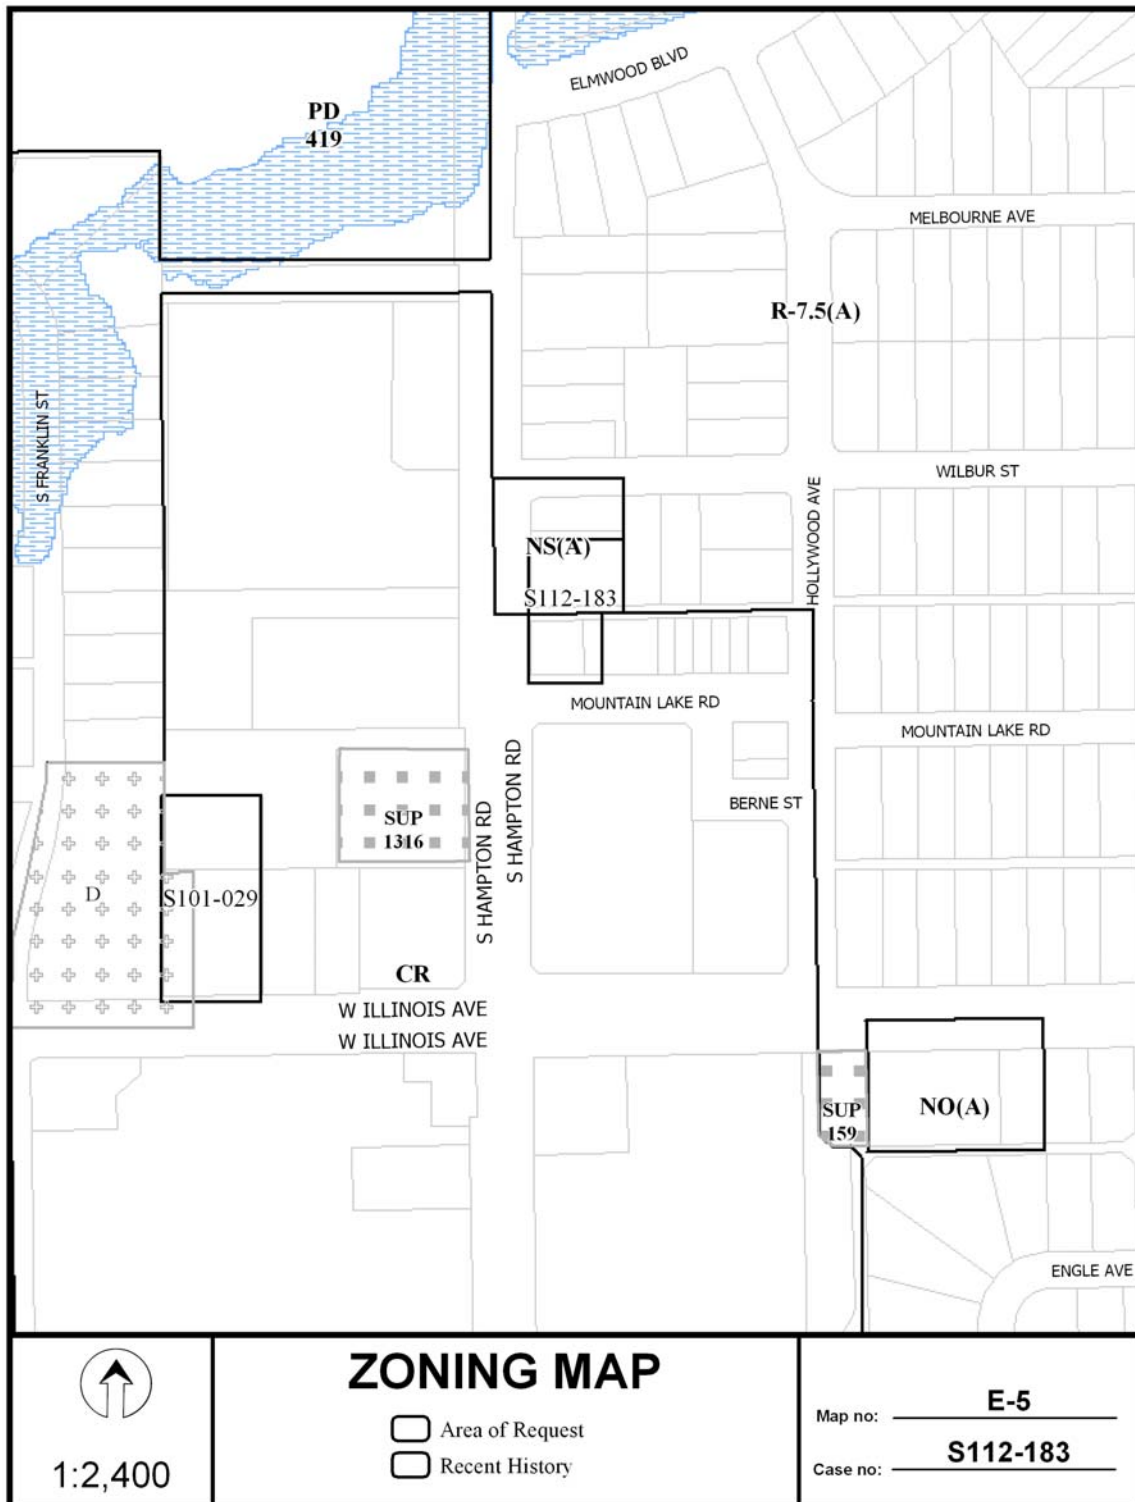 ELMWOOD BLVD
PD
419
MELBOURNE AVE
R-7.5(A)
S FRANKLIN ST
WILBUR ST
HOLLYWOOD AVE
NS(A)
S112-183
MOUNTAIN LAKE RD
MOUNTAIN LAKE RD
S HAMPTON RD
S HAMPTON RD
BERNE ST
SUP
1316
D
S101-029
CR
W ILLINOIS AVE
W ILLINOIS AVE
SUP
159
NO(A)
ENGLE AVE
1:2,400
ZONING MAP
Area of Request
Recent History
Map no: E-5
Case no: S112-183